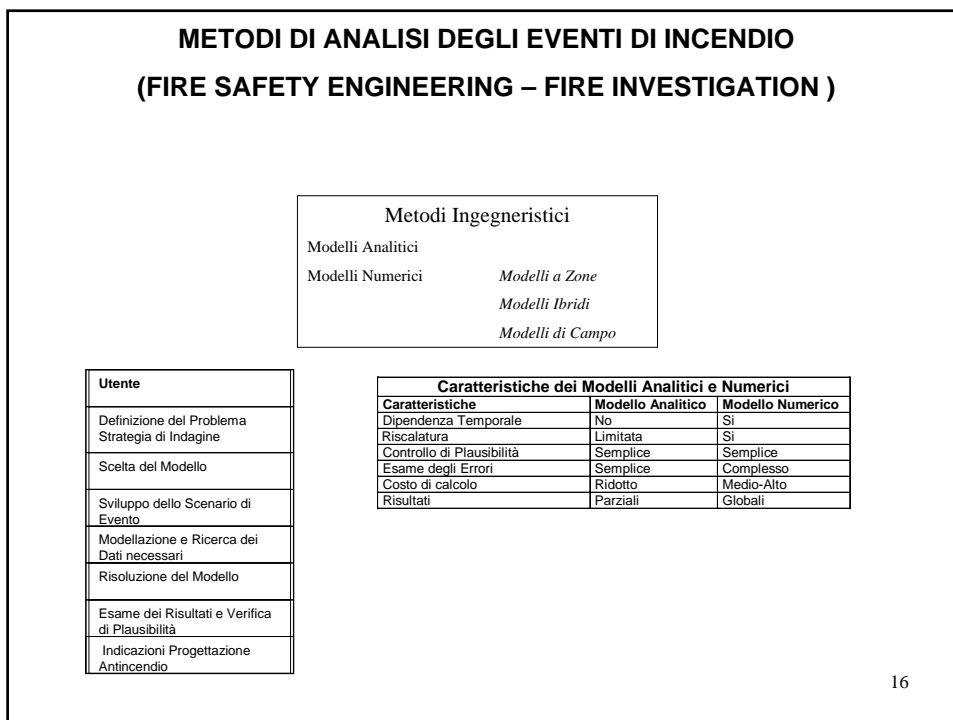 METODI DI ANALISI DEGLI EVENTI DI INCENDIO
(FIRE SAFETY ENGINEERING – FIRE INVESTIGATION )
Metodi Ingegneristici
Modelli Analitici
Modelli Numerici Modelli a Zone
Modelli Ibridi
Modelli di Campo
Utente
Definizione del Problema
Strategia di Indagine
Scelta del Modello
Sviluppo dello Scenario di
Evento
Modellazione e Ricerca dei
Dati necessari
Risoluzione del Modello
Esame dei Risultati e Verifica
di Plausibilità
Indicazioni Progettazione
Antincendio
Caratteristiche dei Modelli Analitici e Numerici
Caratteristiche Modello Analitico Modello Numerico
Dipendenza Temporale No Si
Riscalatura Limitata Si
Controllo di Plausibilità Semplice Semplice
Esame degli Errori Semplice Complesso
Costo di calcolo Ridotto Medio-Alto
Risultati Parziali Globali
16